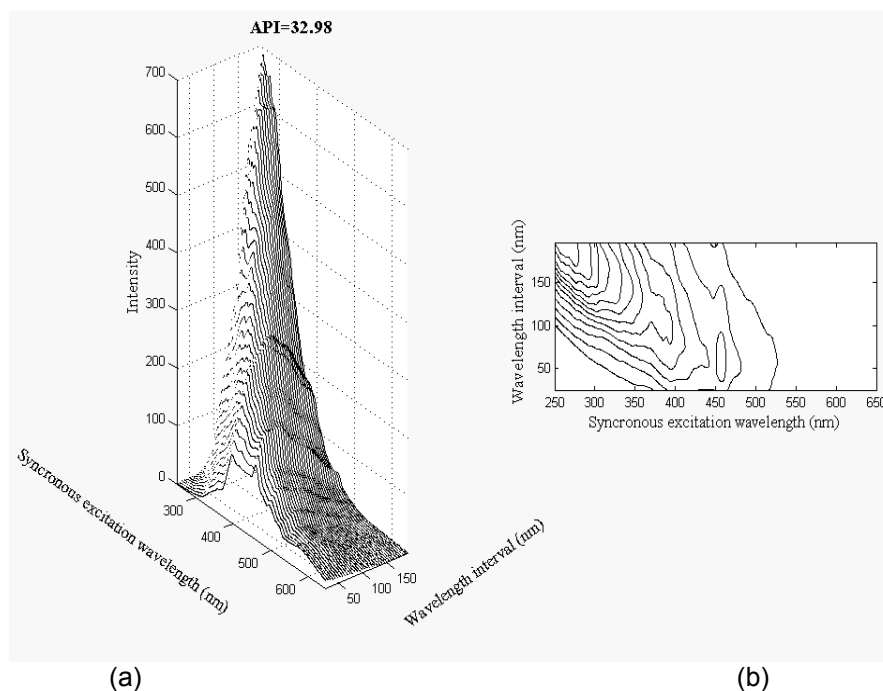 API=32.98
700
600
500
400
300
200
100
0
Intensity
300
400
500
600
Syncronous excitation wavelength (nm)
50
100
150
Wavelength interval (nm)
Wavelength interval (nm)
150
100
50
250 300 350 400 450 500 550 600 650
Syncronous excitation wavelength (nm)
(a) (b)